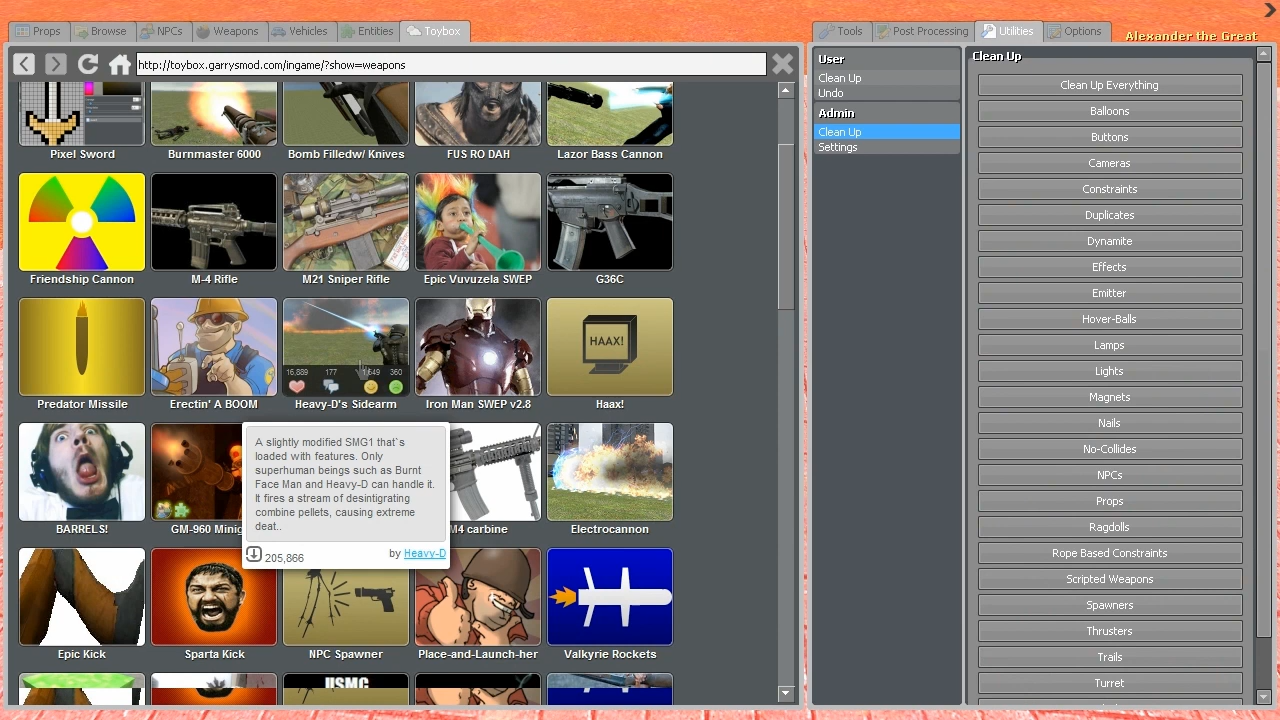 Props
Browse
NPCs
Weapons
Vehicles
Entities
Toybox
http://toybox.garrysmod.com/ingame/?show=weapons
Pixel Sword
Burnmaster 6000
Bomb Filledw/ Knives
FUS RO DAH
Lazor Bass Cannon
Friendship Cannon
M-4 Rifle
M21 Sniper Rifle
Epic Vuvuzela SWEP
G36C
HAAX!
16,889
177
360
Predator Missile
Erectin' A BOOM
Heavy-D's Sidearm
Iron Man SWEP v2.8
Haax!
A slightly modified SMG1 that`s
loaded with features. Only
superhuman beings such as Burnt
Face Man and Heavy-D can handle it.
It fires a stream of desintigrating
combine pellets, causing extreme
deat..
205,866
by Heavy-D
BARRELS!
carbine
Electrocannon
Epic Kick
Sparta Kick
NPC Spawner
Place-and-Launch-her
Valkyrie Rockets
USMC
Tools
Post Processing
Utilities
Options
Alexander the Great
User
Clean Up
Undo
Admin
Clean Up
Settings
Clean Up
Clean Up Everything
Balloons
Buttons
Cameras
Constraints
Duplicates
Dynamite
Effects
Emitter
Hover-Balls
Lamps
Lights
Magnets
Nails
No-Collides
NPCs
Props
Ragdolls
Rope Based Constraints
Scripted Weapons
Spawners
Thrusters
Trails
Turret